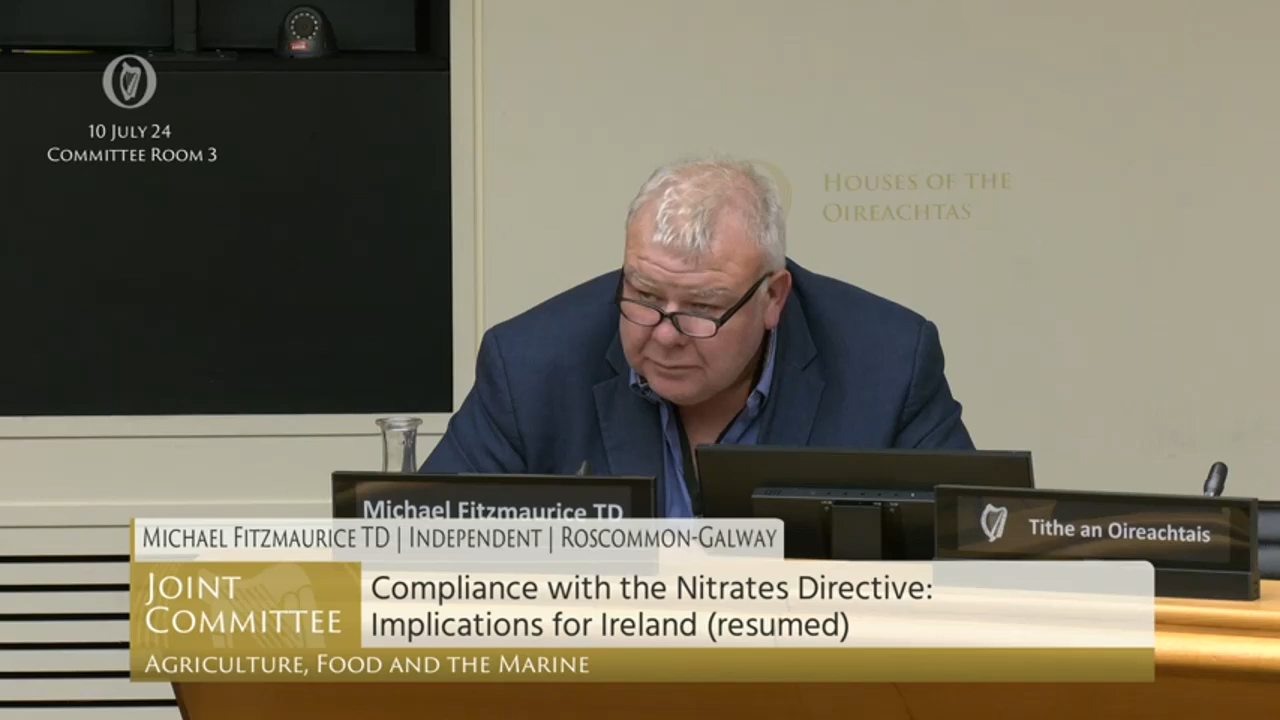 10 July 24
Committee Room 3
Houses of the
Oireachtas
Michael Fitzmaurice TD
Tithe an Oireachtais
Michael Fitzmaurice TD | Independent | Roscommon-Galway
Joint
Committee
Compliance with the Nitrates Directive:
Implications for Ireland (resumed)
Agriculture, Food and the Marine